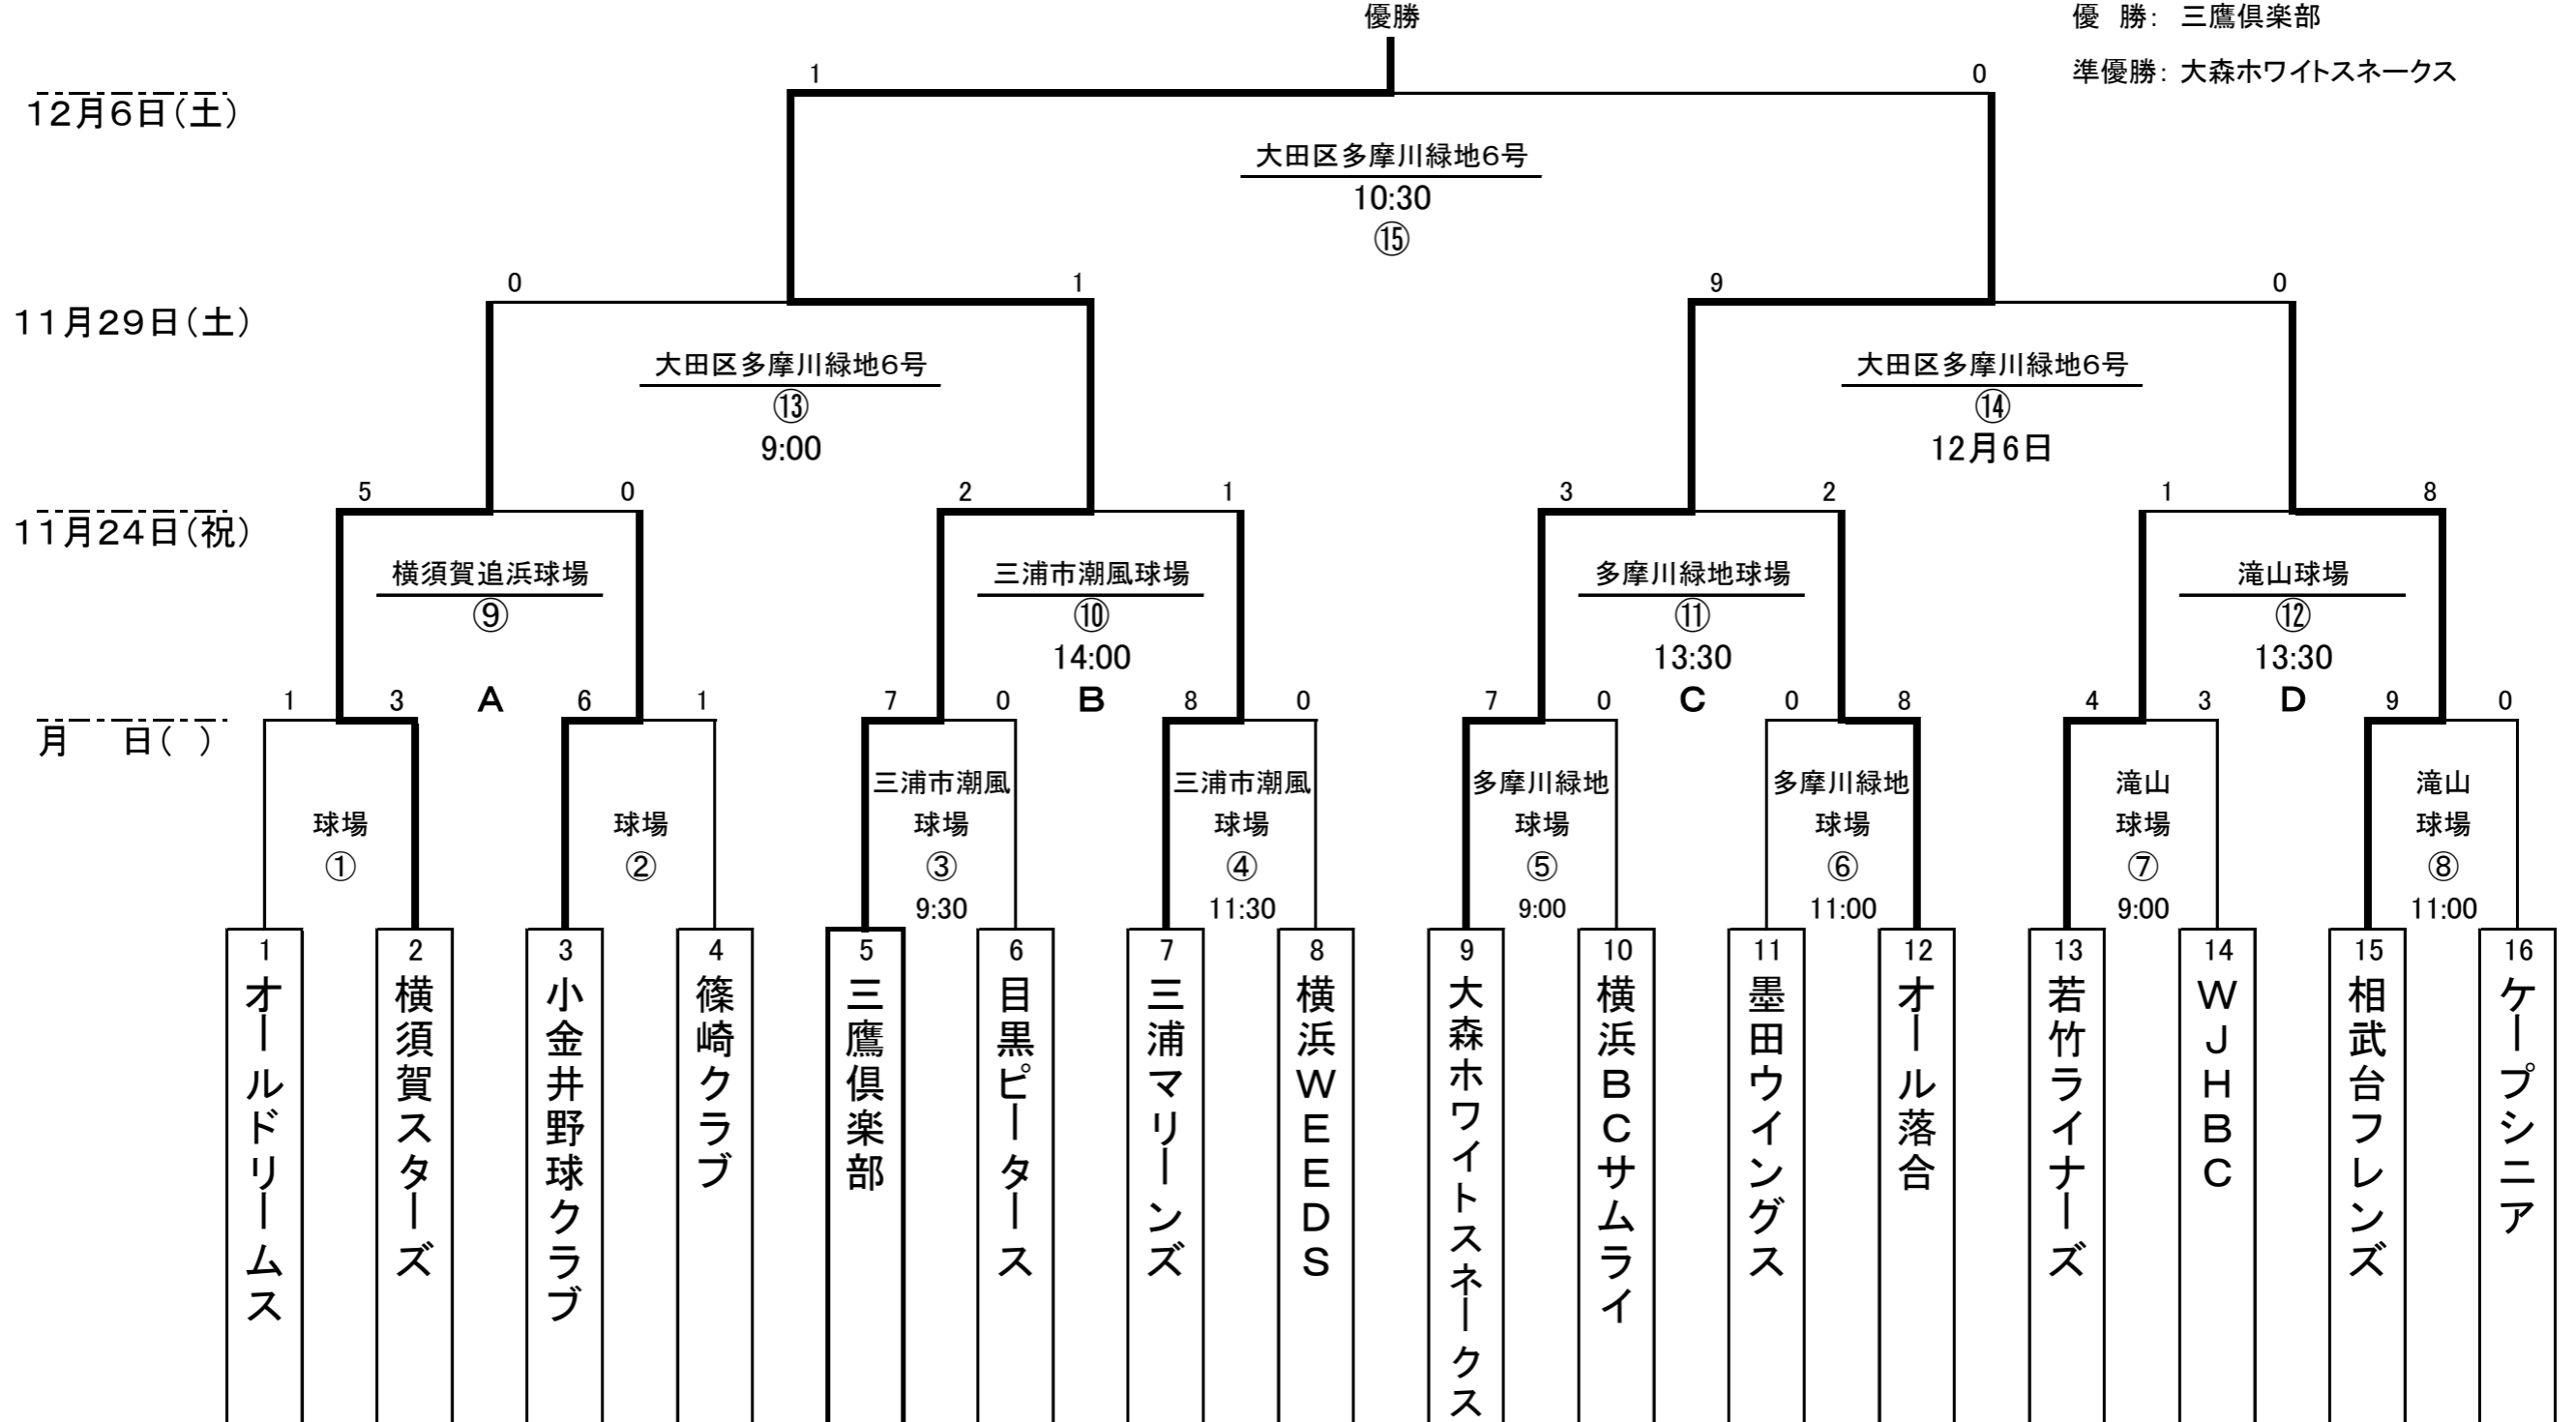 優勝
優 勝： 三鷹倶楽部
1
0
準優勝： 大森ホワイトスネークス
12月6日(土)
大田区多摩川緑地6号
10:30
⑮
0
1
9
0
11月29日(土)
大田区多摩川緑地6号
大田区多摩川緑地6号
⑬
⑭
9:00
12月6日
5
0
2
1
3
2
1
8
11月24日(祝)
横須賀追浜球場
三浦市潮風球場
多摩川緑地球場
滝山球場
⑨
⑩
⑪
⑫
14:00
13:30
13:30
1
3
A
6
1
7
0
B
8
0
7
0
C
0
8
4
3
D
9
0
月 日( )
三浦市潮風
三浦市潮風
多摩川緑地
多摩川緑地
滝山
滝山
球場
球場
球場
球場
球場
球場
球場
球場
①
②
③
④
⑤
⑥
⑦
⑧
9:30
11:30
9:00
11:00
9:00
11:00
1
2
3
4
5
6
7
8
9
10
11
12
13
14
15
16
オールドリームス
横須賀スターズ
小金井野球クラブ
篠崎クラブ
三鷹倶楽部
目黒ピータース
三浦マリーンズ
横浜WEEDS
大森ホワイトスネークス
横浜BCサムライ
墨田ウイングス
オール落合
若竹ライナーズ
WJHBC
相武台フレンズ
ケープシニア